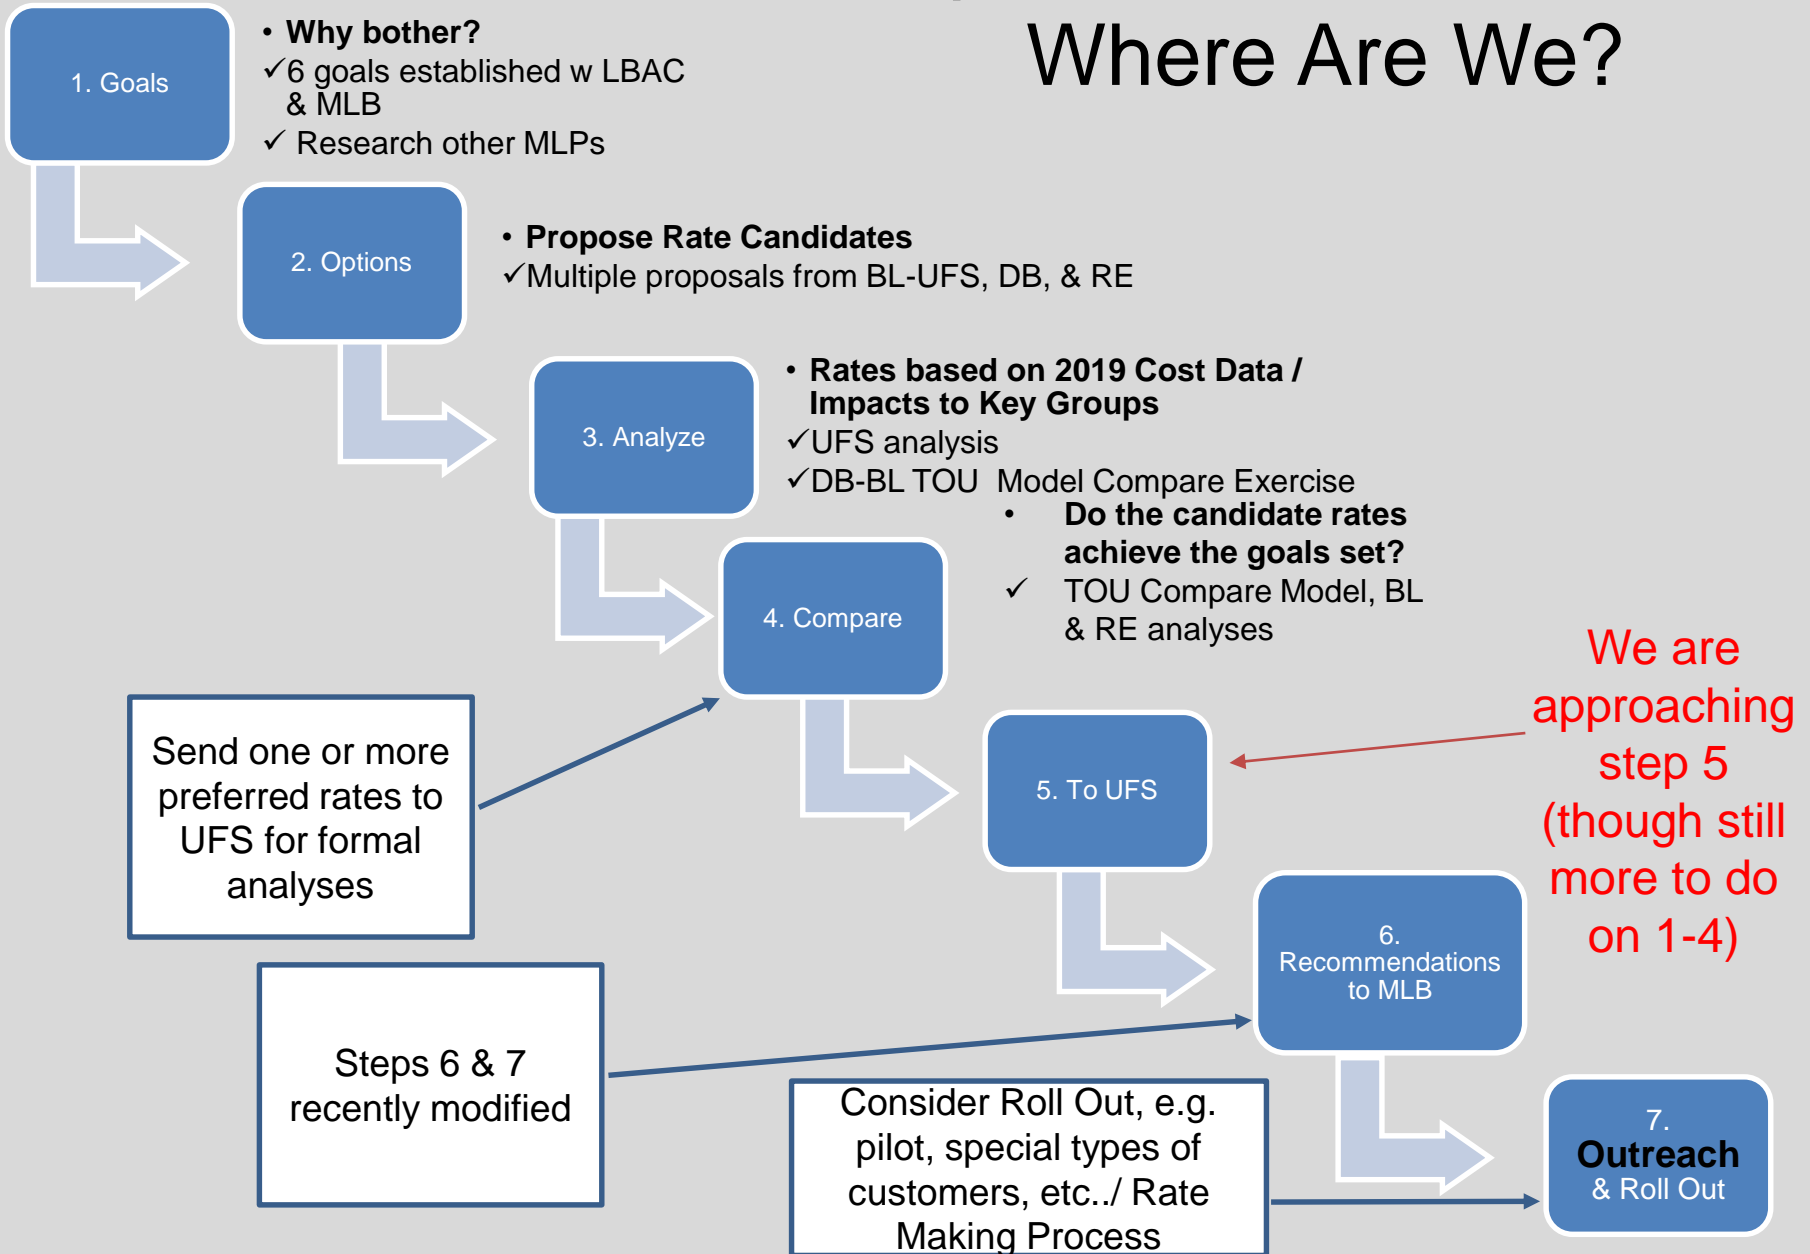 Where Are We?
1. Goals
• Why bother?
✓6 goals established w LBAC
& MLB
✓ Research other MLPs
2. Options
• Propose Rate Candidates
✓Multiple proposals from BL-UFS, DB, & RE
3. Analyze
• Rates based on 2019 Cost Data /
Impacts to Key Groups
✓UFS analysis
✓DB-BL TOU Model Compare Exercise
4. Compare
• Do the candidate rates
achieve the goals set?
✓ TOU Compare Model, BL
& RE analyses
Send one or more
preferred rates to
UFS for formal
analyses
5. To UFS
We are
approaching
step 5
(though still
more to do
on 1-4)
6.
Recommendations
to MLB
Steps 6 & 7
recently modified
Consider Roll Out, e.g.
pilot, special types of
customers, etc../ Rate
Making Process
7.
Outreach
& Roll Out